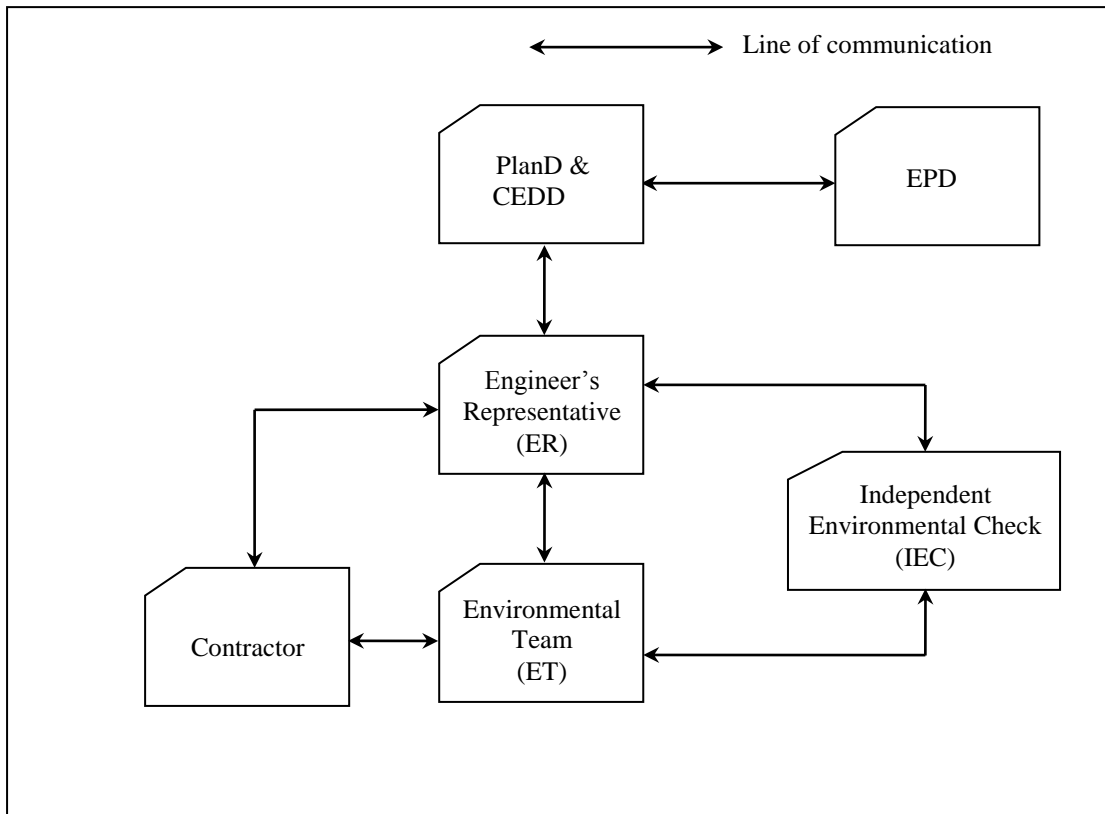 Line of communication
PlanD &
CEDD
EPD
Engineer’s
Representative
(ER)
Independent
Environmental Check
(IEC)
Contractor
Environmental
Team
(ET)